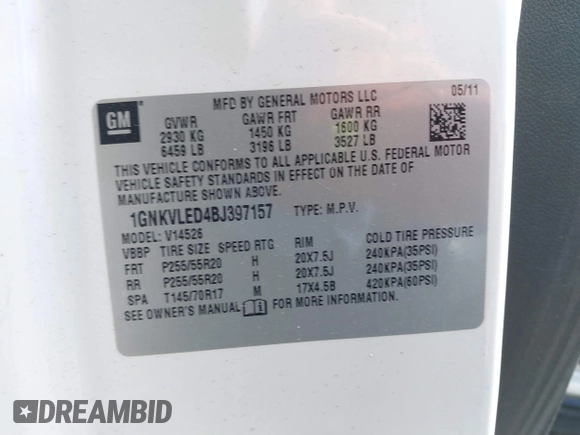 GM
MFD BY GENERAL MOTORS LLC 05/11
GVWR GAWR FRT GAWR RR
2930 KG 1450 KG 1600 KG
6459 LB 3196 LB 3527 LB
THIS VEHICLE CONFORMS TO ALL APPLICABLE U.S. FEDERAL MOTOR
VEHICLE SAFETY STANDARDS IN EFFECT ON THE DATE OF
MANUFACTURE SHOWN ABOVE.
1GNKVLED4BJ397157 TYPE: M.P.V.
MODEL: V14526
VBBP TIRE SIZE SPEED RTG RIM COLD TIRE PRESSURE
FRT P255/55R20 H 20X7.5J 240KPA(35PSI)
RR P255/55R20 H 20X7.5J 240KPA(35PSI)
SPA T145/70R17 M 17X4.5B 420KPA(60PSI)
SEE OWNER'S MANUAL FOR MORE INFORMATION.
DREAMBID